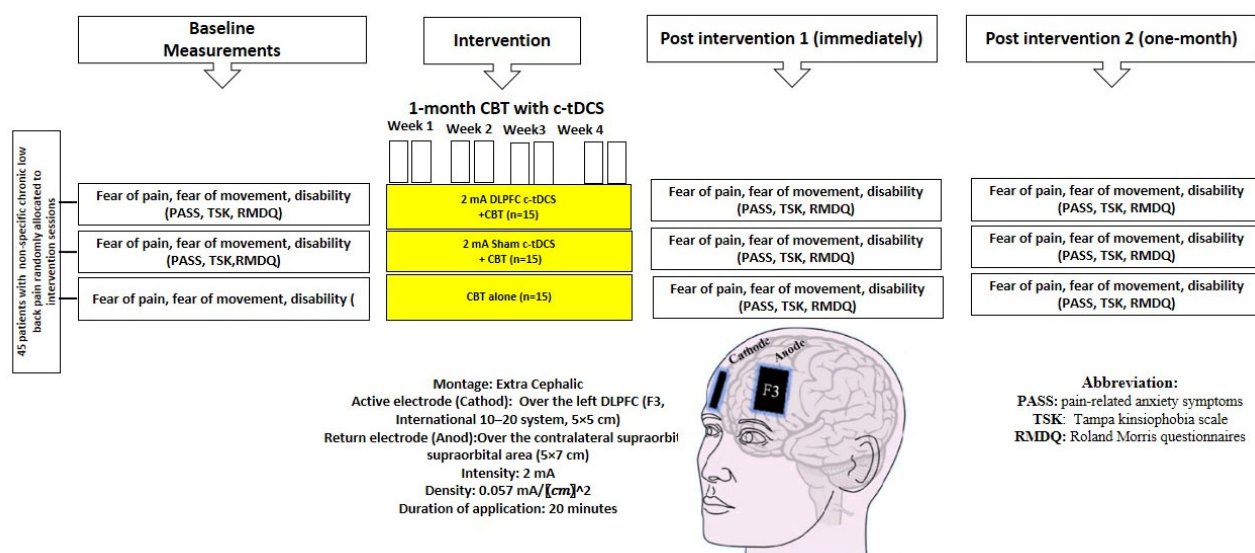 Baseline
Measurements
Intervention
Post intervention 1 (immediately)
Post intervention 2 (one-month)
1-month CBT with c-tDCS
Week 1 Week 2 Week3 Week 4
45 patients with non-specific chronic low
back pain randomly allocated to
intervention sessions
Fear of pain, fear of movement, disability
(PASS, TSK, RMDQ)
2 mA DLPFC c-tDCS
+CBT (n=15)
Fear of pain, fear of movement, disability
(PASS, TSK, RMDQ)
Fear of pain, fear of movement, disability
(PASS, TSK, RMDQ)
Fear of pain, fear of movement, disability
(PASS, TSK,RMDQ)
2 mA Sham c-tDCS
+ CBT (n=15)
Fear of pain, fear of movement, disability
(PASS, TSK, RMDQ)
Fear of pain, fear of movement, disability
(PASS, TSK, RMDQ)
Fear of pain, fear of movement, disability (
CBT alone (n=15)
Fear of pain, fear of movement, disability
(PASS, TSK, RMDQ)
Fear of pain, fear of movement, disability
(PASS, TSK, RMDQ)
Montage: Extra Cephalic
Active electrode (Cathod): Over the left DLPFC (F3,
International 10–20 system, 5×5 cm)
Return electrode (Anod):Over the contralateral supraorbit
supraorbital area (5×7 cm)
Intensity: 2 mA
Density: 0.057 mA/〖cm〗^2
Duration of application: 20 minutes
Cathode
Anode
F3
Abbreviation:
PASS: pain-related anxiety symptoms
TSK: Tampa kinsiophobia scale
RMDQ: Roland Morris questionnaires